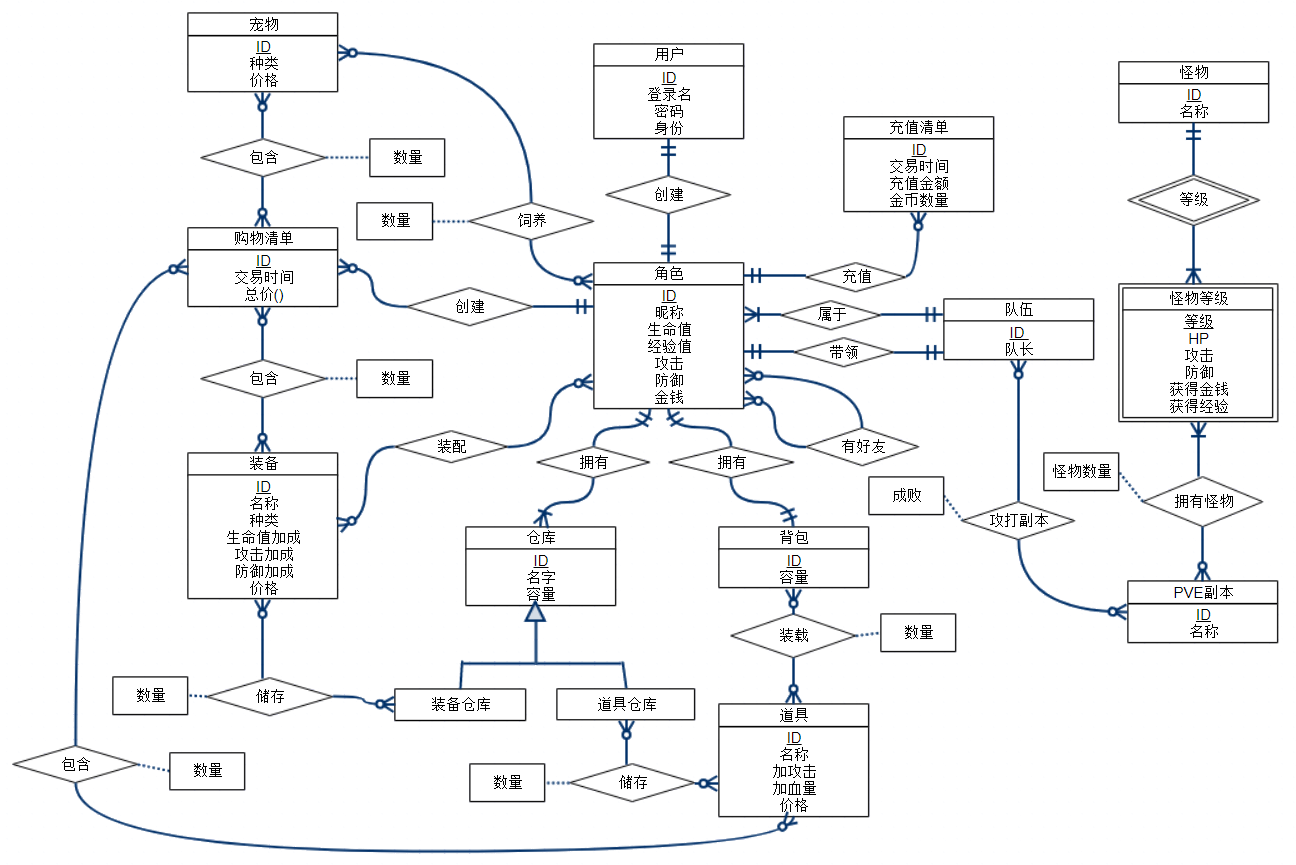 宠物
ID
种类
价格
包含
数量
购物清单
ID
交易时间
总价()
包含
数量
装备
ID
名称
种类
生命值加成
攻击加成
防御加成
价格
储存
数量
包含
数量
数量
饲养
创建
装配
用户
ID
登录名
密码
身份
创建
角色
ID
昵称
生命值
经验值
攻击
防御
金钱
充值清单
ID
交易时间
充值金额
金币数量
充值
属于
带领
队伍
ID
队长
有好友
拥有
拥有
仓库
ID
名字
容量
装备仓库
道具仓库
数量
储存
背包
ID
容量
装载
数量
道具
ID
名称
加攻击
加血量
价格
怪物
ID
名称
等级
怪物等级
等级
HP
攻击
防御
获得金钱
获得经验
怪物数量
拥有怪物
成败
攻打副本
PVE副本
ID
名称